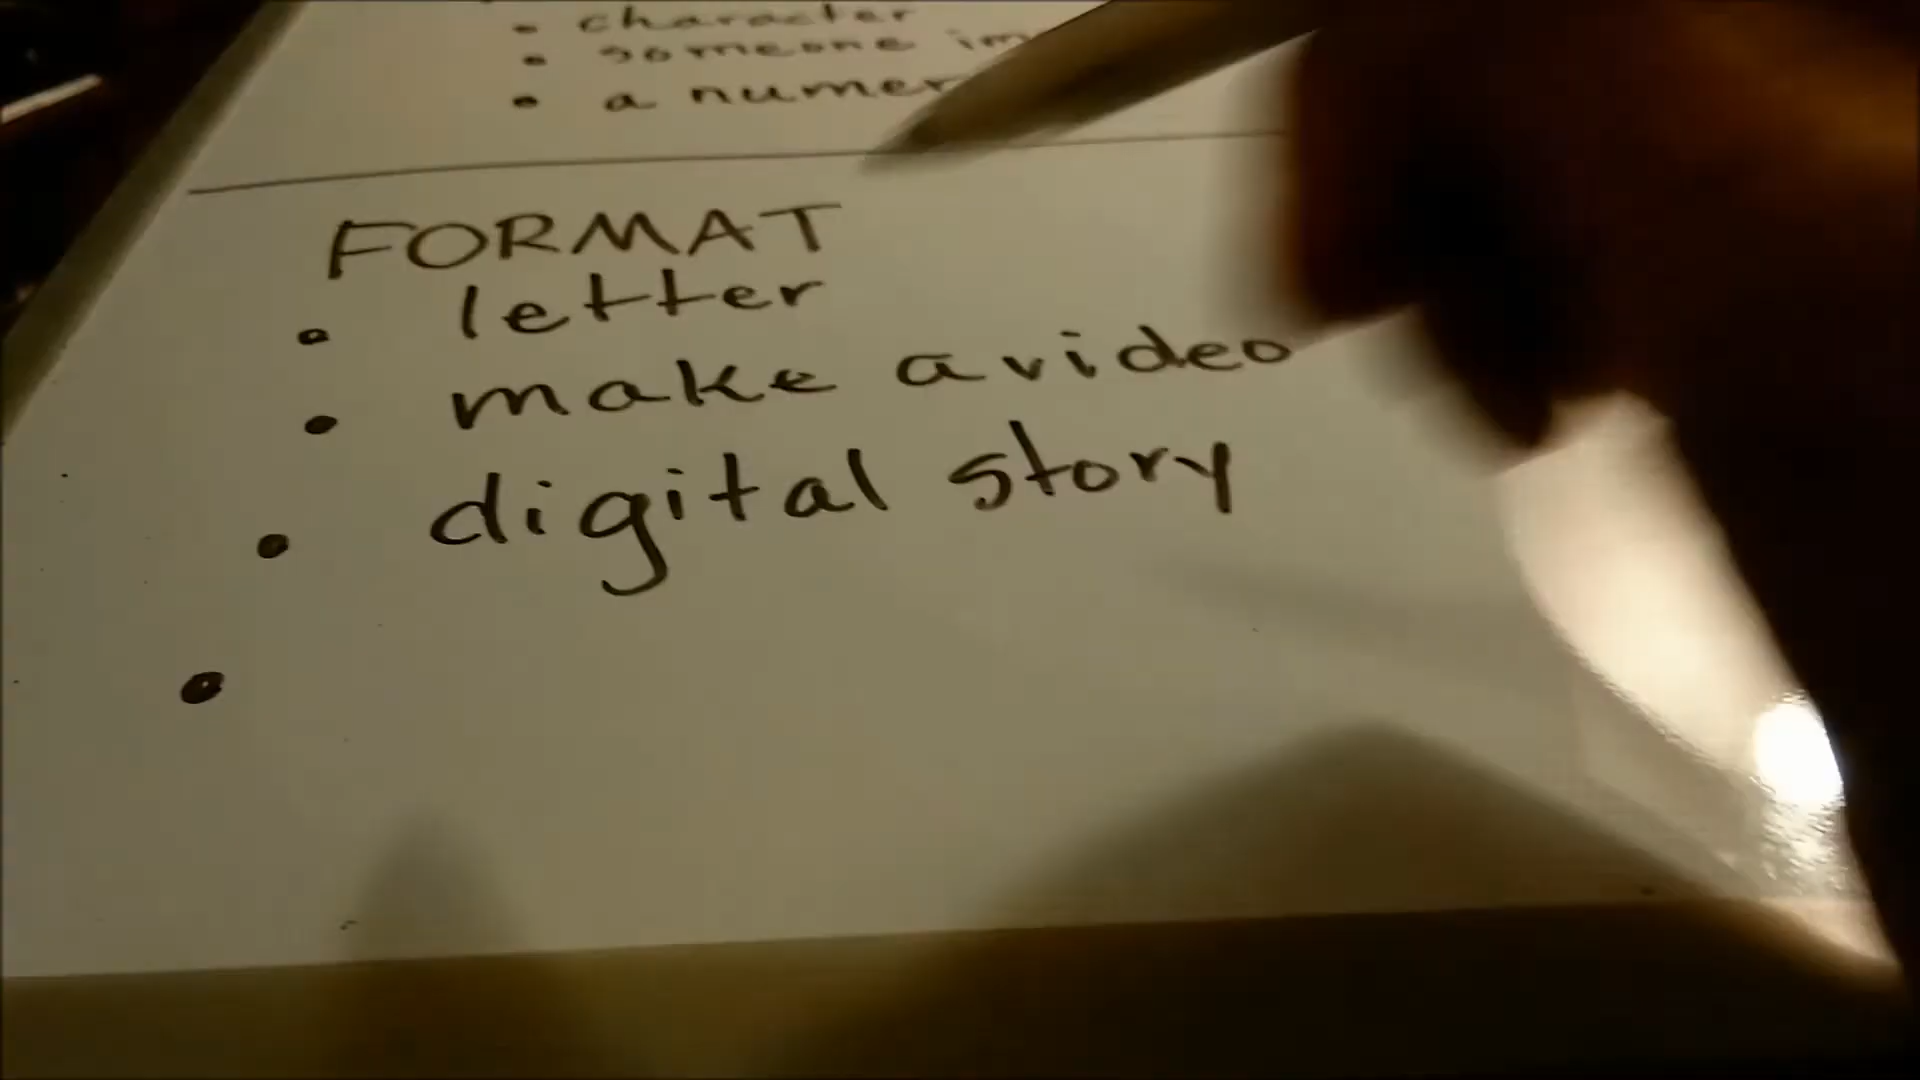 • character
• someone
• a
FORMAT
• letter
• make a video
• digital story
•